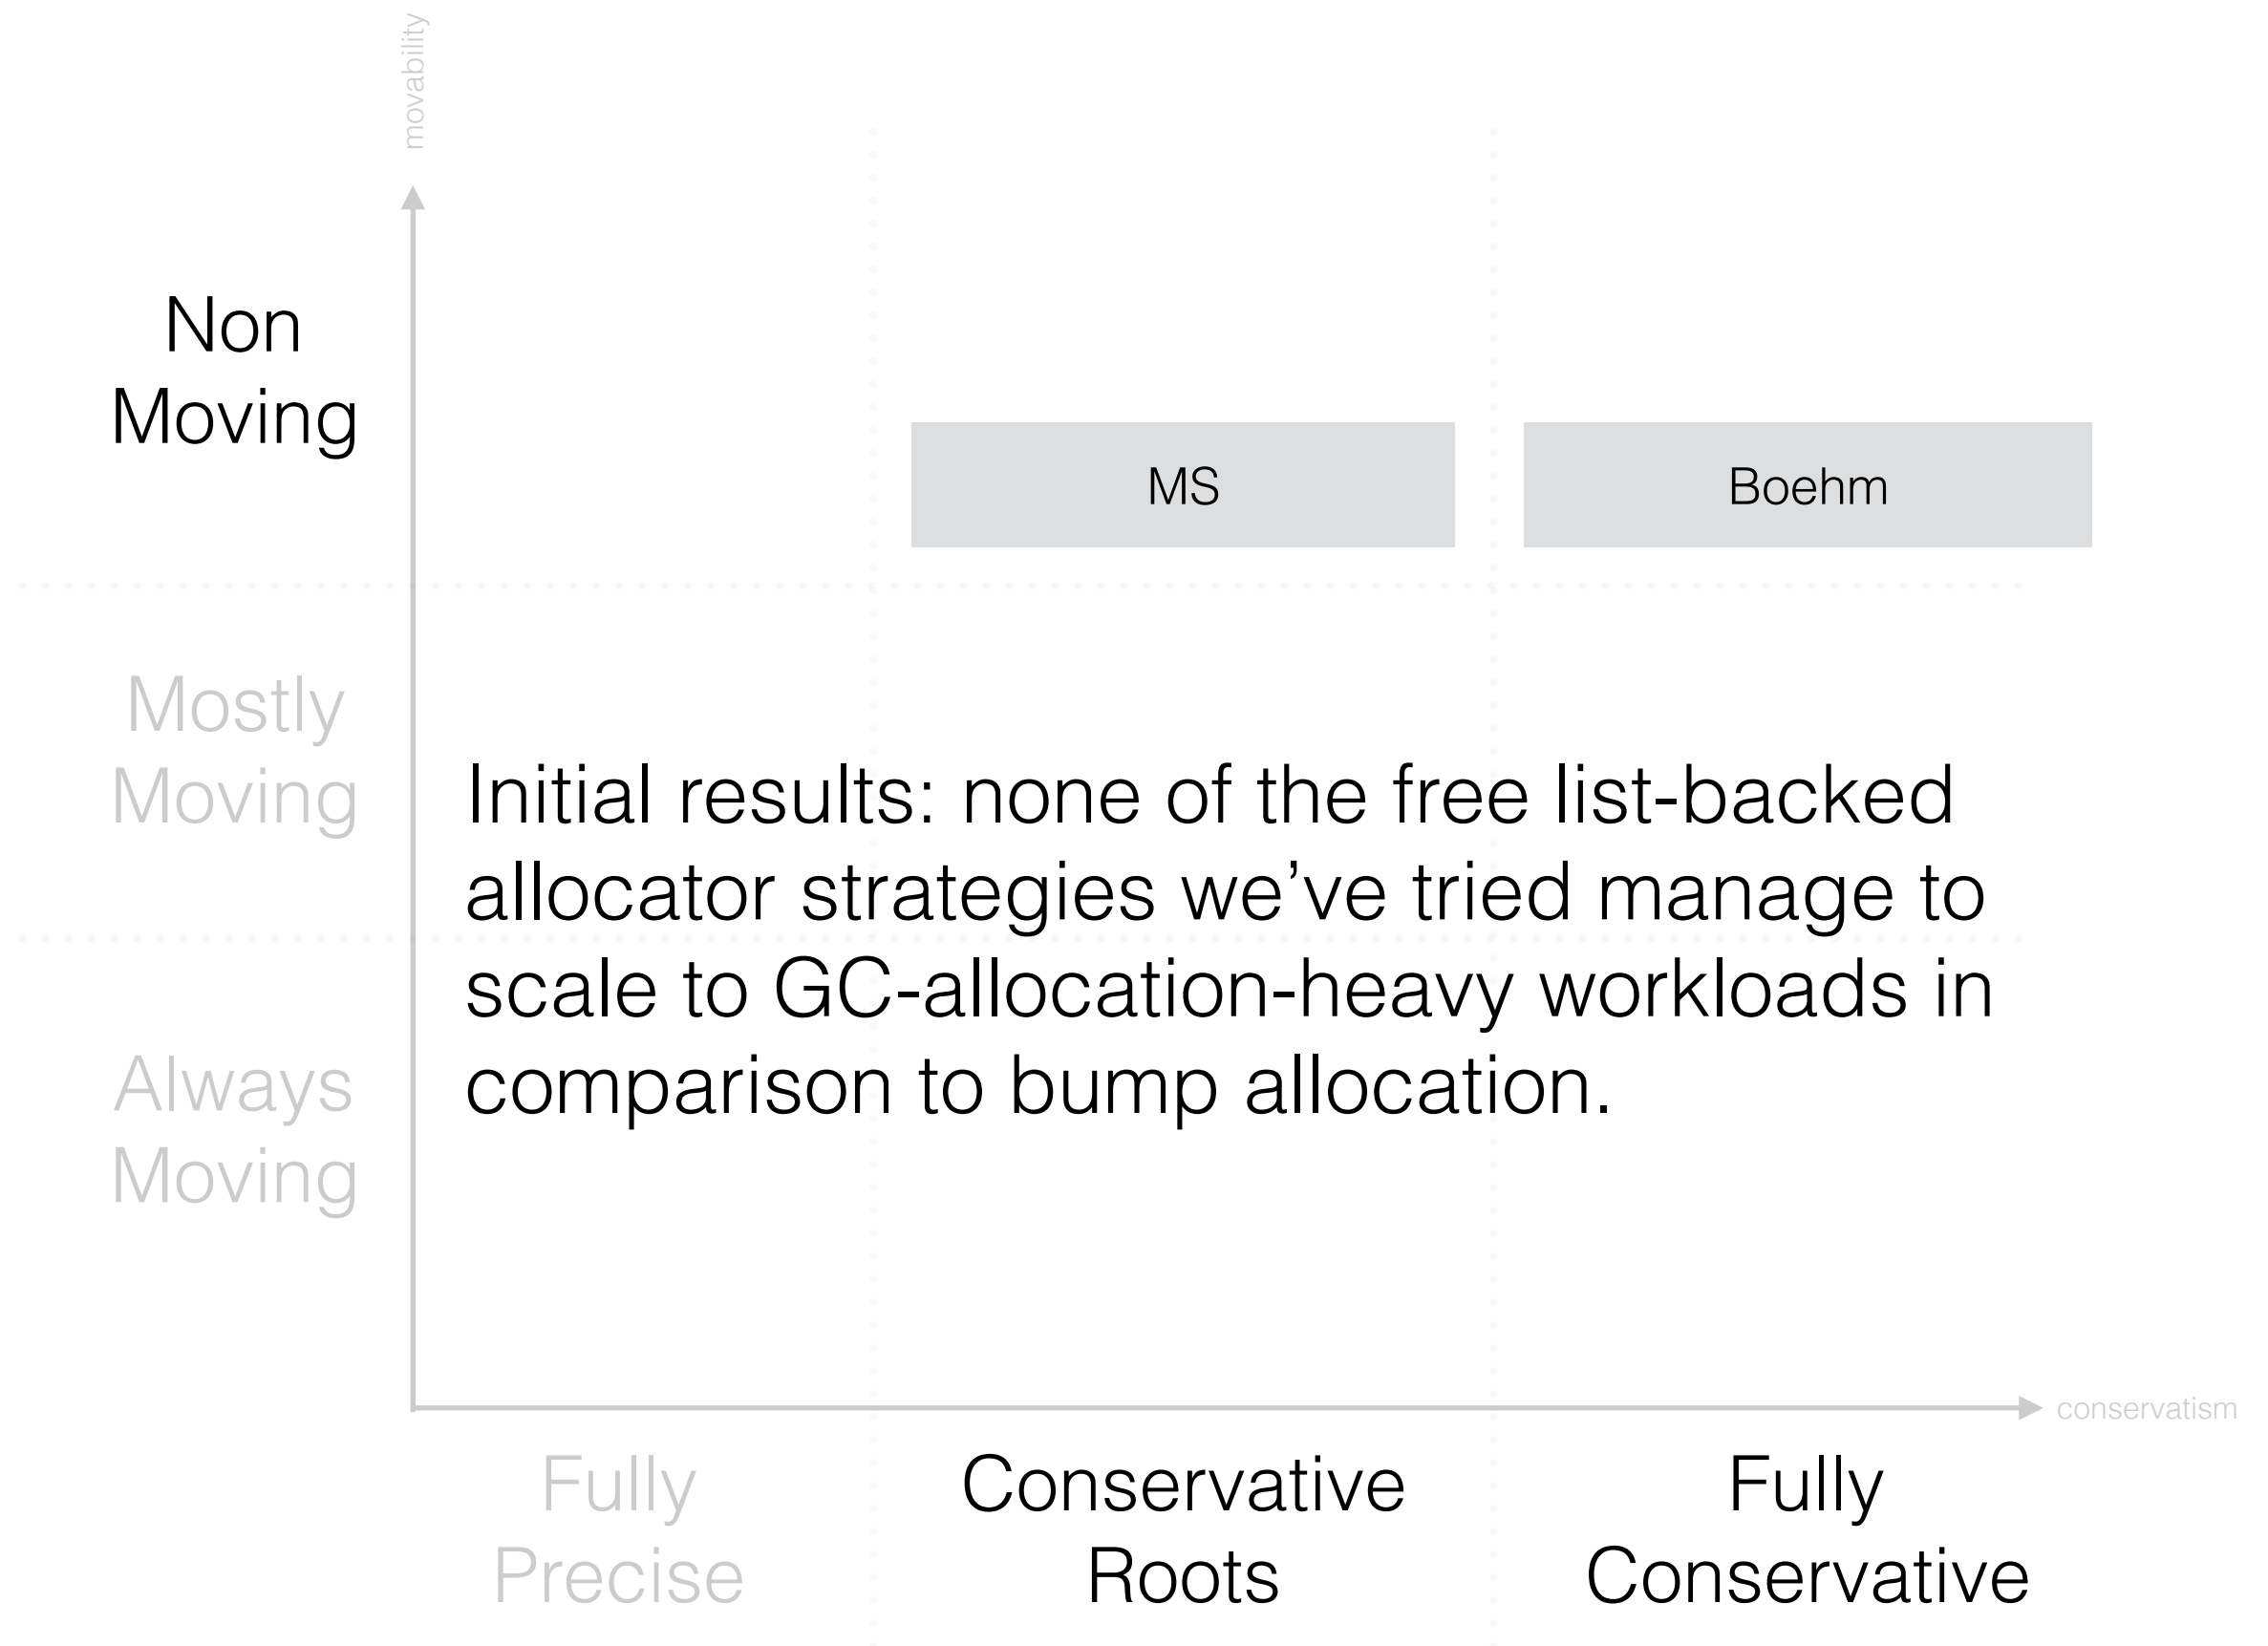 movability
Non
Moving
MS
Boehm
Mostly
Moving
Initial results: none of the free list-backed
allocator strategies we’ve tried manage to
scale to GC-allocation-heavy workloads in
comparison to bump allocation.
Always
Moving
conservatism
Fully
Precise
Conservative
Roots
Fully
Conservative